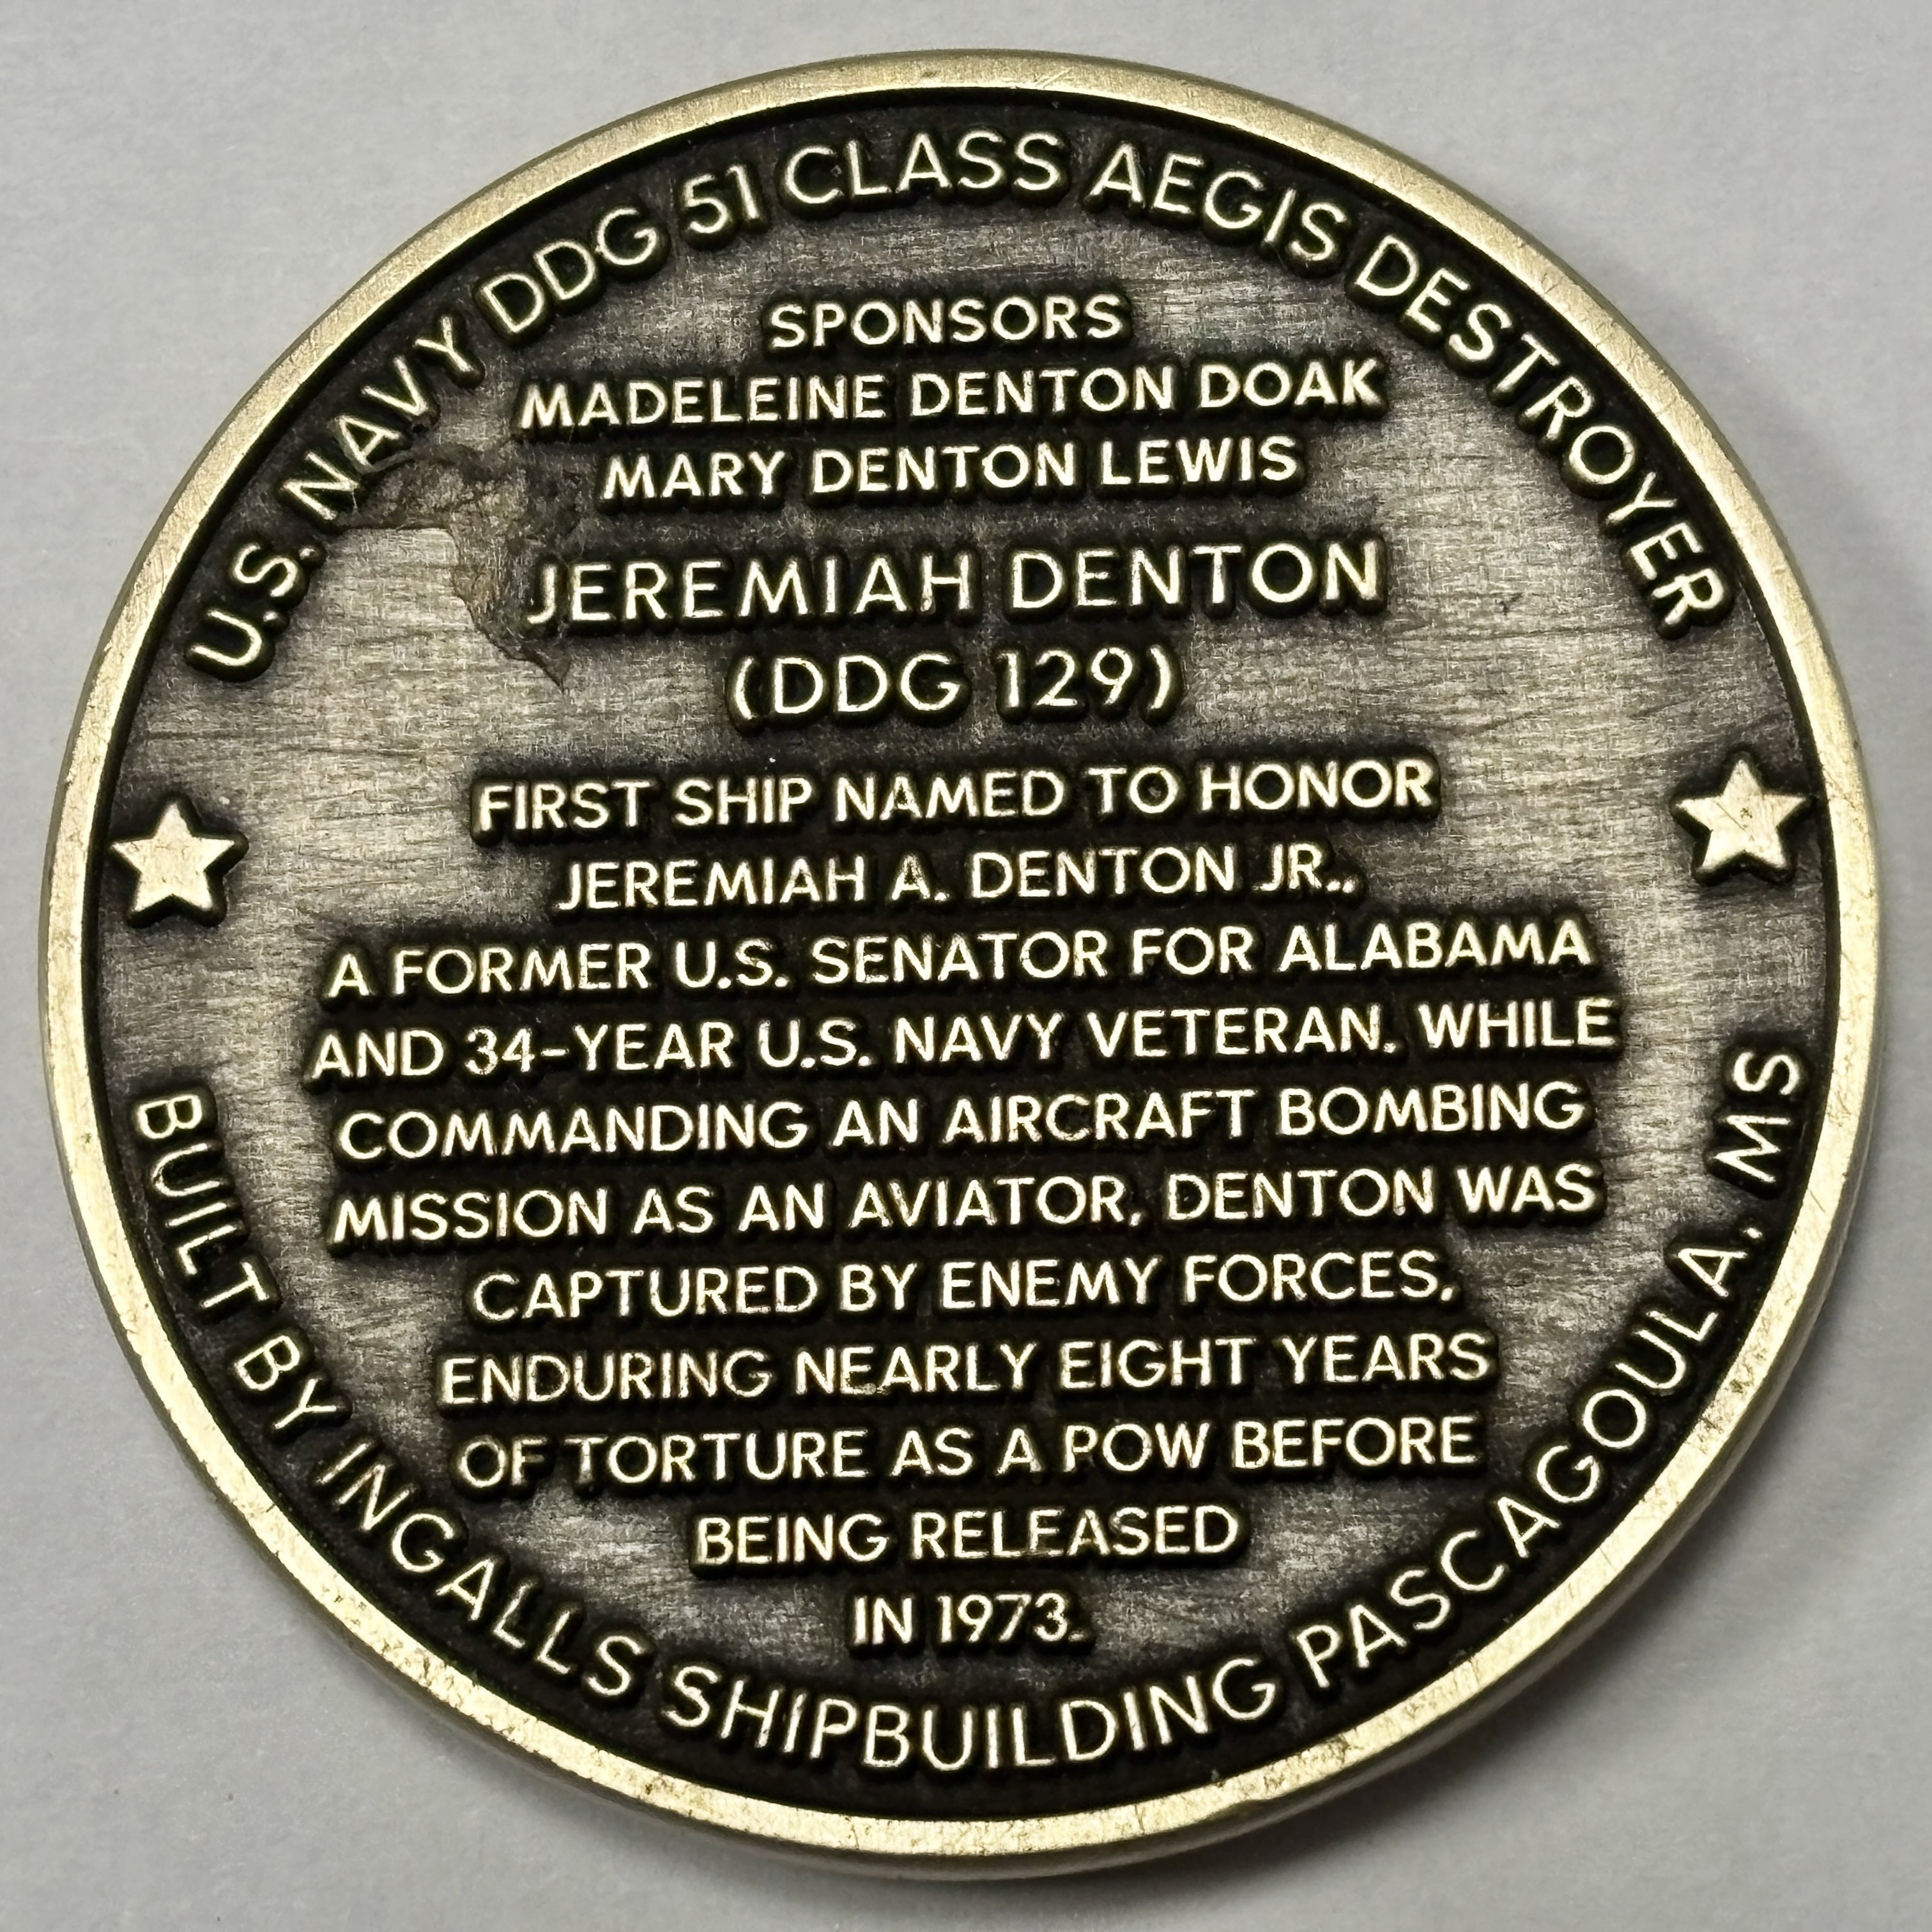 U.S. NAVY DDG 51 CLASS AEGIS DESTROYER
SPONSORS
MADELEINE DENTON DOAK
MARY DENTON LEWIS
JEREMIAH DENTON
(DDG 129)
FIRST SHIP NAMED TO HONOR
JEREMIAH A. DENTON JR.,
A FORMER U.S. SENATOR FOR ALABAMA
AND 34-YEAR U.S. NAVY VETERAN. WHILE
COMMANDING AN AIRCRAFT BOMBING
MISSION AS AN AVIATOR, DENTON WAS
CAPTURED BY ENEMY FORCES,
ENDURING NEARLY EIGHT YEARS
OF TORTURE AS A POW BEFORE
BEING RELEASED
IN 1973.
BUILT BY INGALLS SHIPBUILDING PASCAGOULA, MS